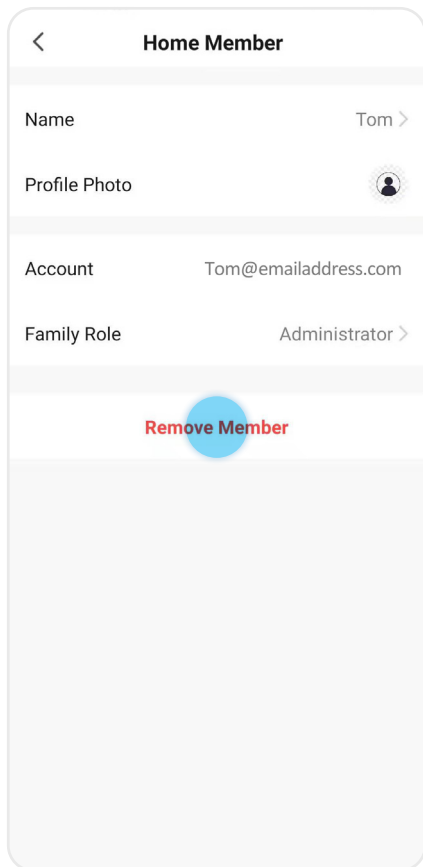 Home Member
Name Tom
Profile Photo
Account Tom@emailaddress.com
Family Role Administrator
Remove Member